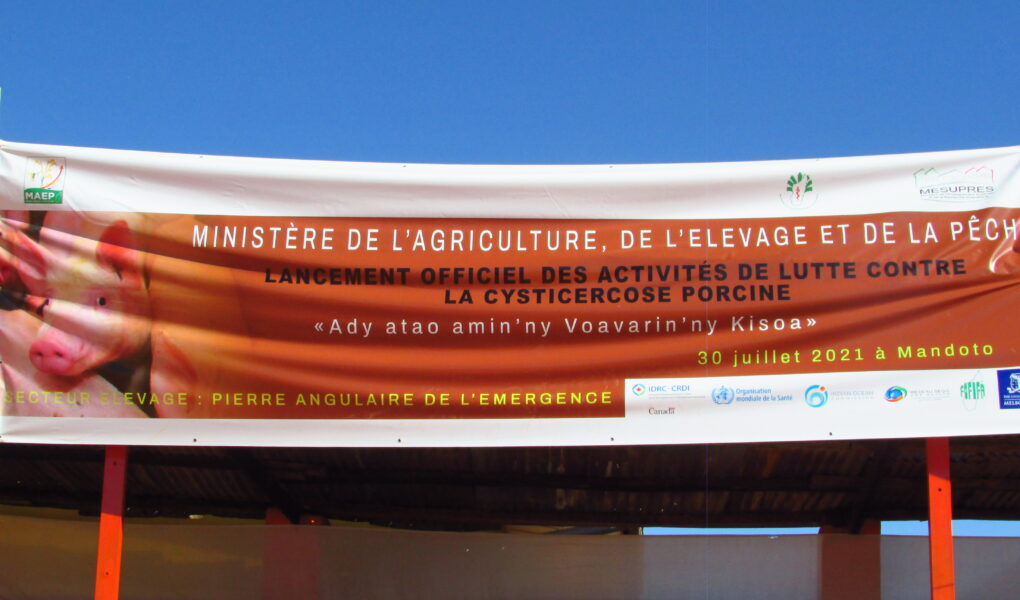 MAEP
MESUPRES
MINISTÈRE DE L'AGRICULTURE, DE L'ELEVAGE ET DE LA PÊCH
LANCEMENT OFFICIEL DES ACTIVITÉS DE LUTTE CONTRE
LA CYSTICERCOSE PORCINE
«Ady atao amin'ny Voavarin'ny Kisoa»
30 juillet 2021 à Mandoto
SECTEUR ELEVAGE : PIERRE ANGULAIRE DE L'EMERGENCE
IDRC · CRDI
Canada
Organisation
mondiale de la Santé
INDIAN OCEAN